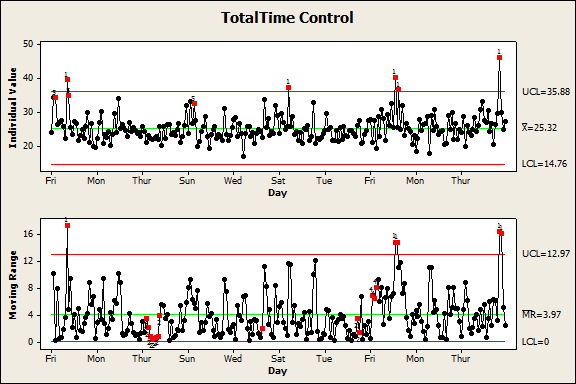 TotalTime Control
Individual Value
50
40
30
20
UCL=35.88
X̅=25.32
LCL=14.76
Fri Mon Thur Sun Wed Sat Tue Fri Mon Thur
Day
Moving Range
16
12
8
4
0
UCL=12.97
M̅R̅=3.97
LCL=0
Fri Mon Thur Sun Wed Sat Tue Fri Mon Thur
Day